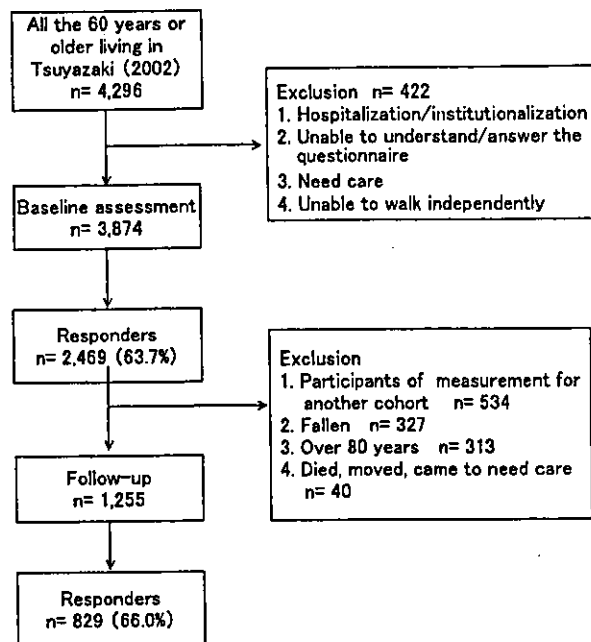 All the 60 years or
older living in
Tsuyazaki (2002)
n= 4,296
Exclusion n= 422
1. Hospitalization/institutionalization
2. Unable to understand/answer the
questionnaire
3. Need care
4. Unable to walk independently
Baseline assessment
n= 3,874
Responders
n= 2,469 (63.7%)
Exclusion
1. Participants of measurement for
another cohort n= 534
2. Fallen n= 327
3. Over 80 years n= 313
4. Died, moved, came to need care
n= 40
Follow-up
n= 1,255
Responders
n= 829 (66.0%)